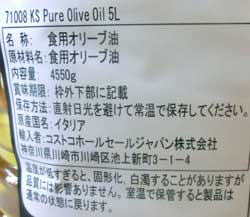 71008 KS Pure Olive Oil 5L
名 称: 食用オリーブ油
原材料名: 食用オリーブ油
内容量: 4550g
賞味期限: 枠外下部に記載
保存方法: 直射日光を避けて常温で保存してください。
原産国名: イタリア
輸入者: コストコホールセールジャパン株式会社
神奈川県川崎市川崎区池上新町3-1-4
温度が低すぎると、固形化、白濁することがありますが
品質には影響ありません。室温で保管すると製品は
通常の状態に戻ります。